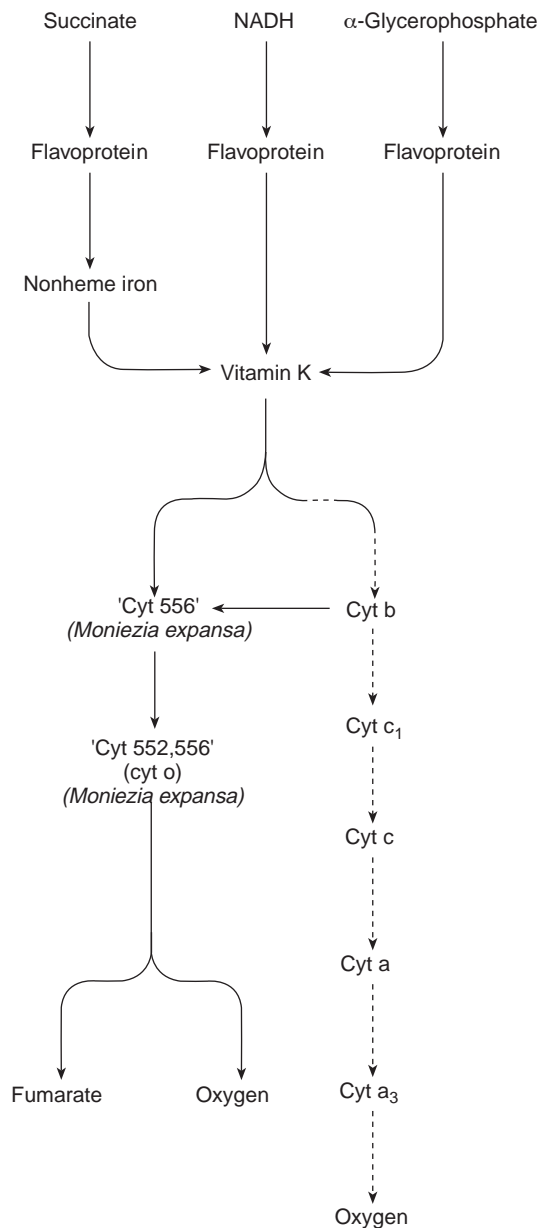 Succinate NADH α-Glycerophosphate
Flavoprotein Flavoprotein Flavoprotein
Nonheme iron
Vitamin K
'Cyt 556' Cyt b
(Moniezia expansa)
Cyt c₁
'Cyt 552,556'
(cyt o)
(Moniezia expansa)
Cyt c
Cyt a
Fumarate Oxygen Cyt a₃
Oxygen